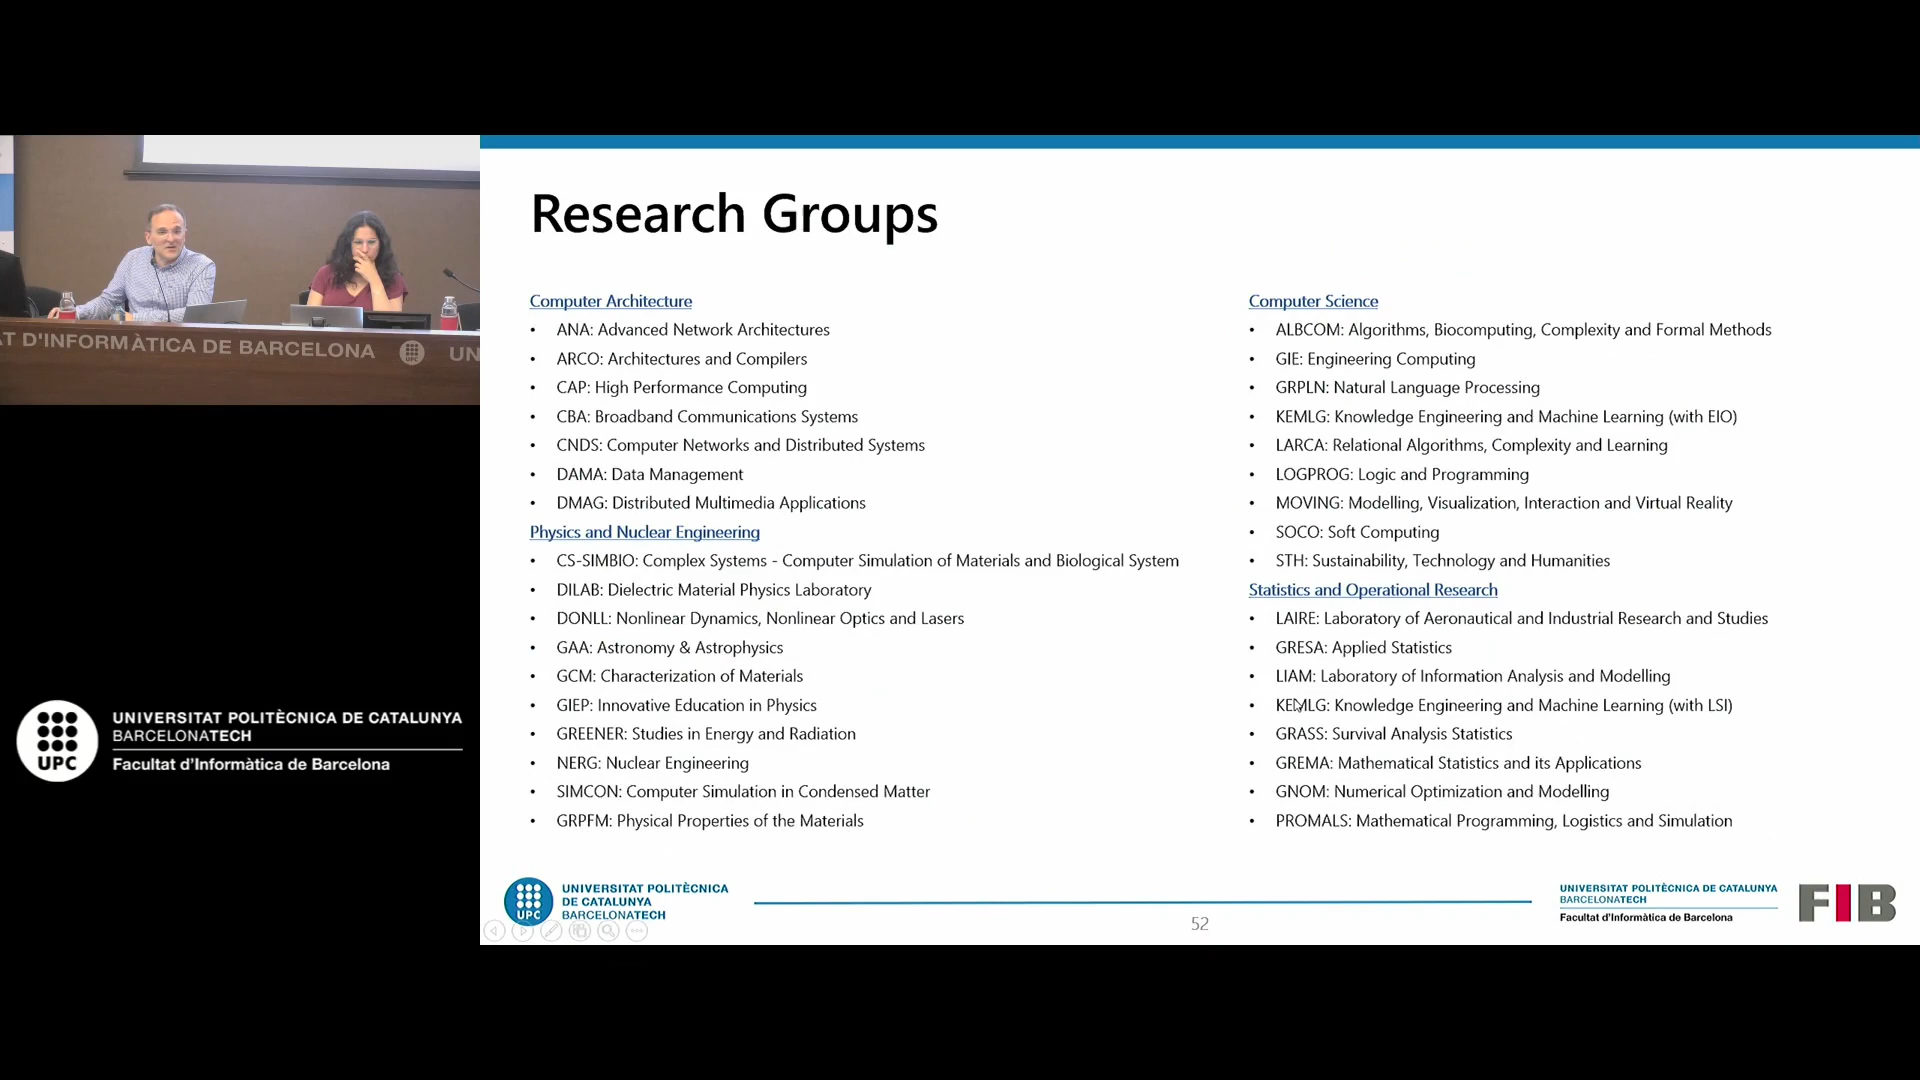 AT D'INFORMÀTICA DE BARCELONA
UPC
UN
UNIVERSITAT POLITÈCNICA DE CATALUNYA
BARCELONATECH
Facultat d'Informàtica de Barcelona
UPC
Research Groups
Computer Architecture
• ANA: Advanced Network Architectures
• ARCO: Architectures and Compilers
• CAP: High Performance Computing
• CBA: Broadband Communications Systems
• CNDS: Computer Networks and Distributed Systems
• DAMA: Data Management
• DMAG: Distributed Multimedia Applications
Physics and Nuclear Engineering
• CS-SIMBIO: Complex Systems - Computer Simulation of Materials and Biological System
• DILAB: Dielectric Material Physics Laboratory
• DONLL: Nonlinear Dynamics, Nonlinear Optics and Lasers
• GAA: Astronomy & Astrophysics
• GCM: Characterization of Materials
• GIEP: Innovative Education in Physics
• GREENER: Studies in Energy and Radiation
• NERG: Nuclear Engineering
• SIMCON: Computer Simulation in Condensed Matter
• GRPFM: Physical Properties of the Materials
Computer Science
• ALBCOM: Algorithms, Biocomputing, Complexity and Formal Methods
• GIE: Engineering Computing
• GRPLN: Natural Language Processing
• KEMLG: Knowledge Engineering and Machine Learning (with EIO)
• LARCA: Relational Algorithms, Complexity and Learning
• LOGPROG: Logic and Programming
• MOVING: Modelling, Visualization, Interaction and Virtual Reality
• SOCO: Soft Computing
• STH: Sustainability, Technology and Humanities
Statistics and Operational Research
• LAIRE: Laboratory of Aeronautical and Industrial Research and Studies
• GRESA: Applied Statistics
• LIAM: Laboratory of Information Analysis and Modelling
• KEMLG: Knowledge Engineering and Machine Learning (with LSI)
• GRASS: Survival Analysis Statistics
• GREMA: Mathematical Statistics and its Applications
• GNOM: Numerical Optimization and Modelling
• PROMALS: Mathematical Programming, Logistics and Simulation
UPC
UNIVERSITAT POLITÈCNICA
DE CATALUNYA
BARCELONATECH
52
UNIVERSITAT POLITÈCNICA DE CATALUNYA
BARCELONATECH
Facultat d'Informàtica de Barcelona
FIB